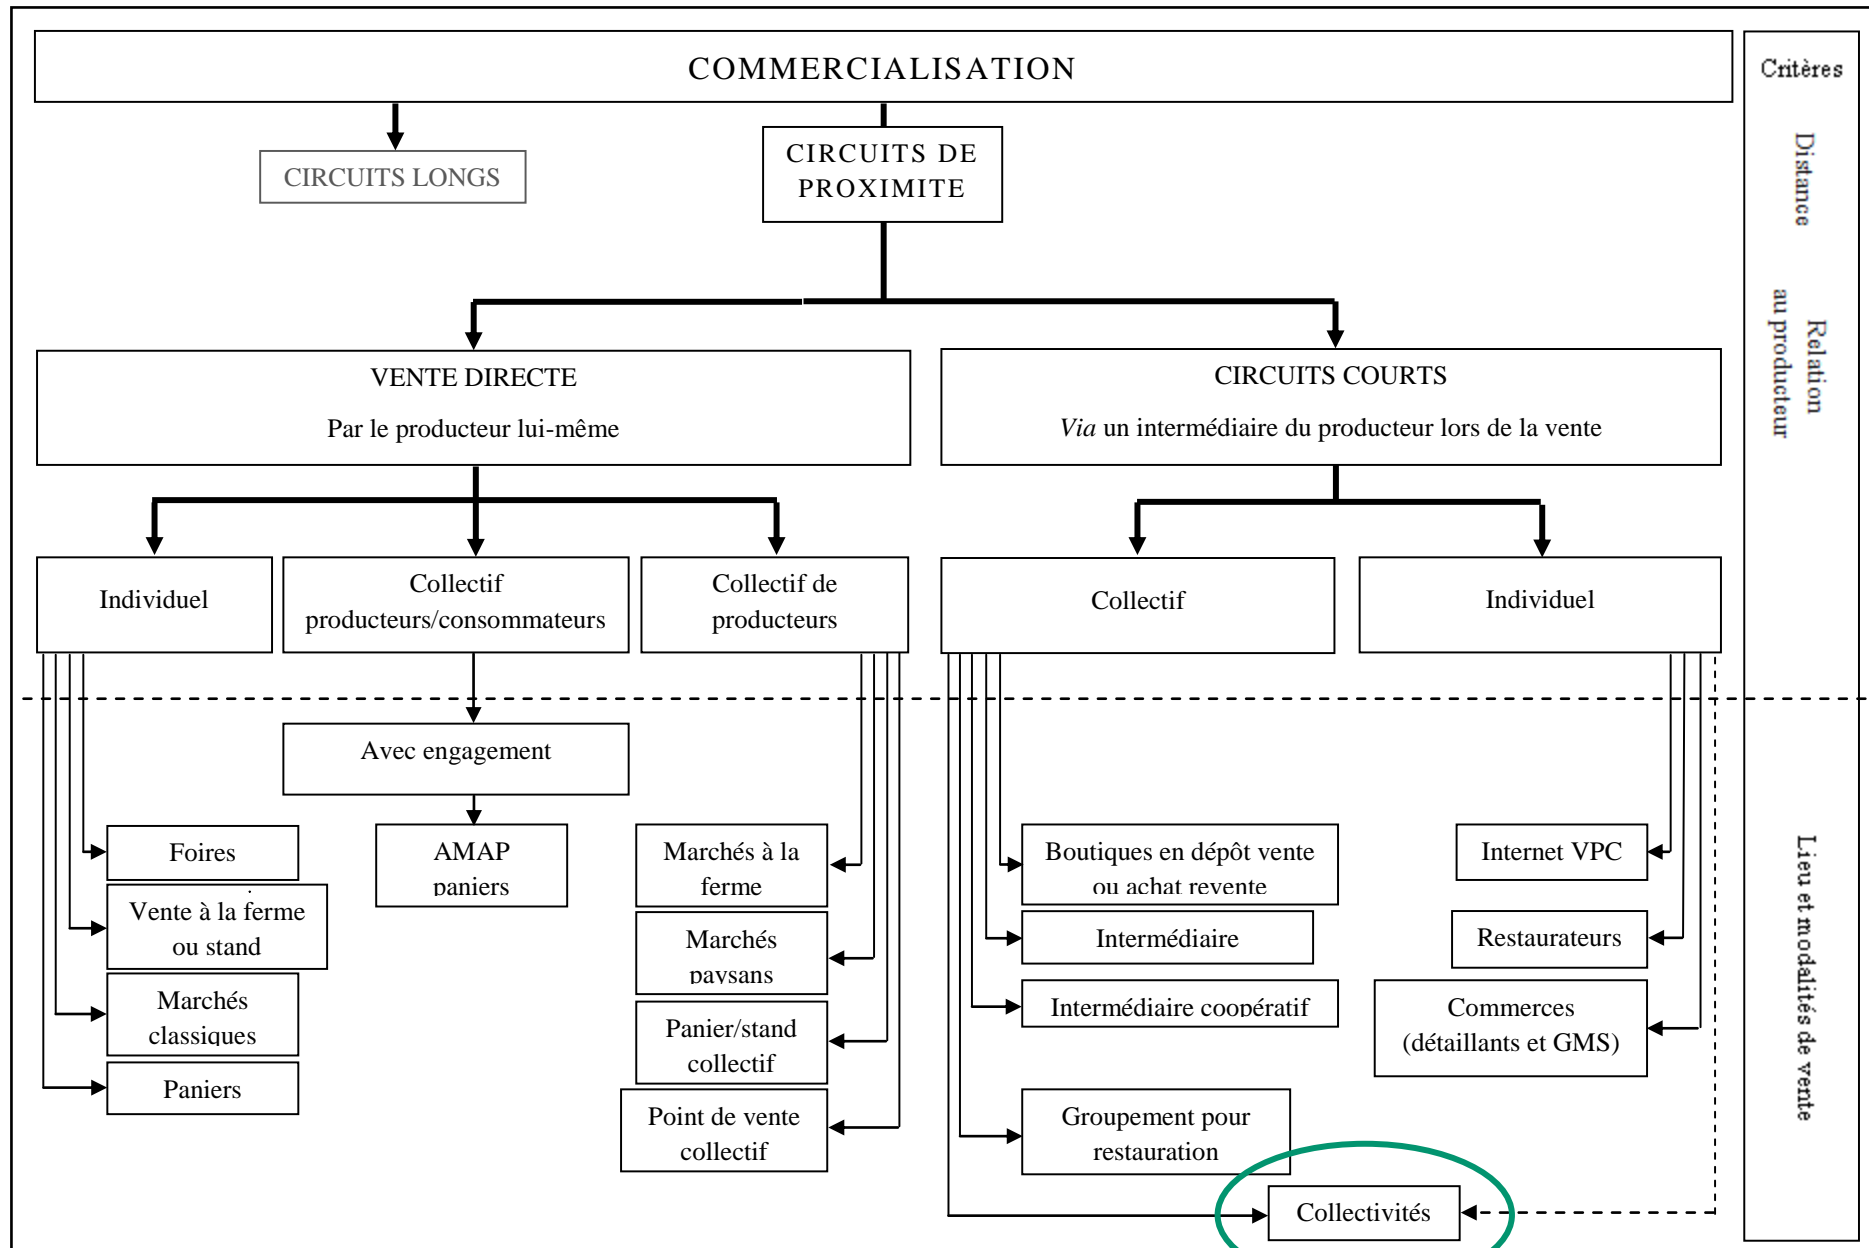 COMMERCIALISATION
Critères
CIRCUITS LONGS
CIRCUITS DE
PROXIMITE
Distance
Relation
au producteur
VENTE DIRECTE
Par le producteur lui-même
CIRCUITS COURTS
Via un intermédiaire du producteur lors de la vente
Individuel
Collectif
producteurs/consommateurs
Collectif de
producteurs
Collectif
Individuel
Avec engagement
Foires
Vente à la ferme
ou stand
Marchés
classiques
Paniers
AMAP
paniers
Marchés à la
ferme
Marchés
paysans
Panier/stand
collectif
Point de vente
collectif
Boutiques en dépôt vente
ou achat revente
Intermédiaire
Intermédiaire coopératif
Groupement pour
restauration
Collectivités
Internet VPC
Restaurateurs
Commerces
(détaillants et GMS)
Lieu et modalités de vente